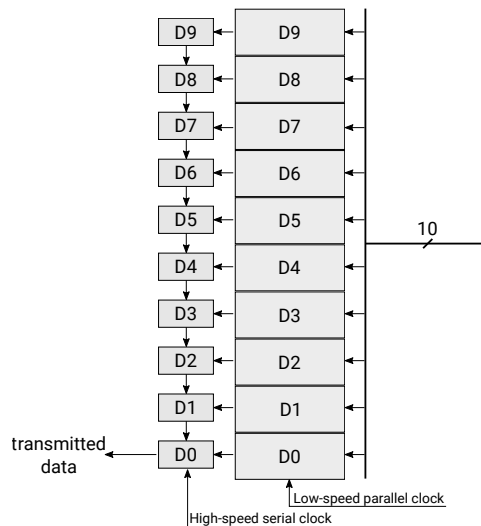 D9 D9
D8 D8
D7 D7
D6 D6
D5 D5
10
D4 D4
D3 D3
D2 D2
D1 D1
transmitted
data
D0 D0
Low-speed parallel clock
High-speed serial clock